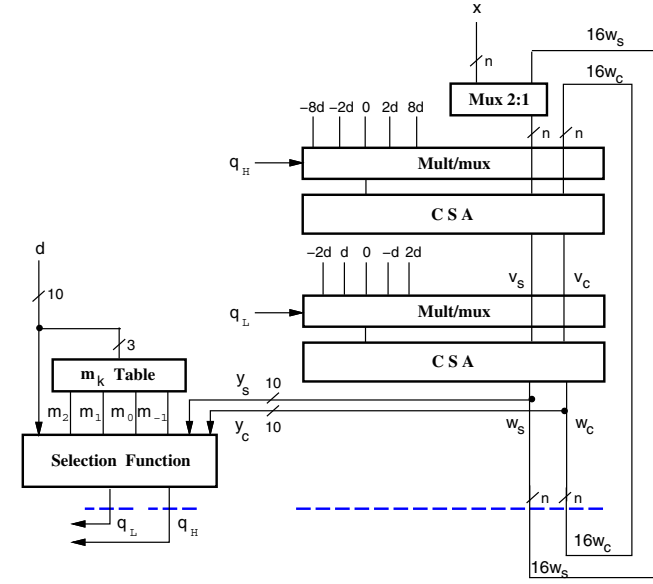 x
16w_s
n
16w_c
Mux 2:1
−8d −2d 0 2d 8d
n n
q_H
Mult/mux
C S A
d
−2d d 0 −d 2d
v_s v_c
10
q_L
Mult/mux
3
m_k Table
C S A
y_s 10
m_2 m_1 m_0 m_−1
y_c 10
w_s w_c
Selection Function
n n
q_L q_H
16w_c
16w_s